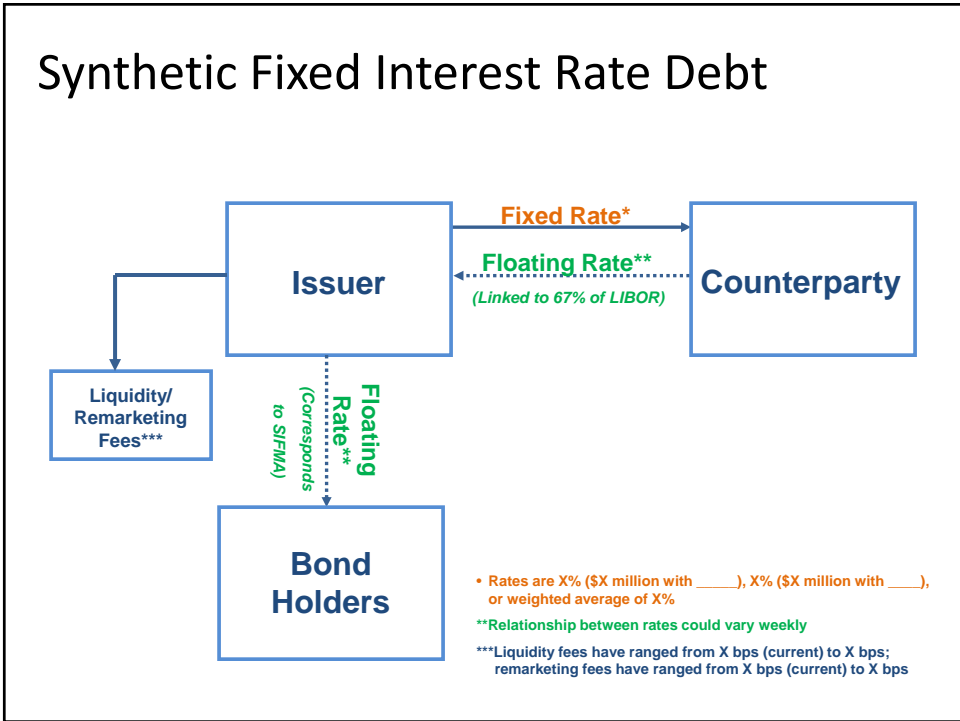 Synthetic Fixed Interest Rate Debt
Fixed Rate*
Issuer
Floating Rate**
(Linked to 67% of LIBOR)
Counterparty
Liquidity/
Remarketing
Fees***
Floating
Rate**
(Corresponds
to SIFMA)
Bond
Holders
• Rates are X% ($X million with _____), X% ($X million with ____),
or weighted average of X%
**Relationship between rates could vary weekly
***Liquidity fees have ranged from X bps (current) to X bps;
remarketing fees have ranged from X bps (current) to X bps